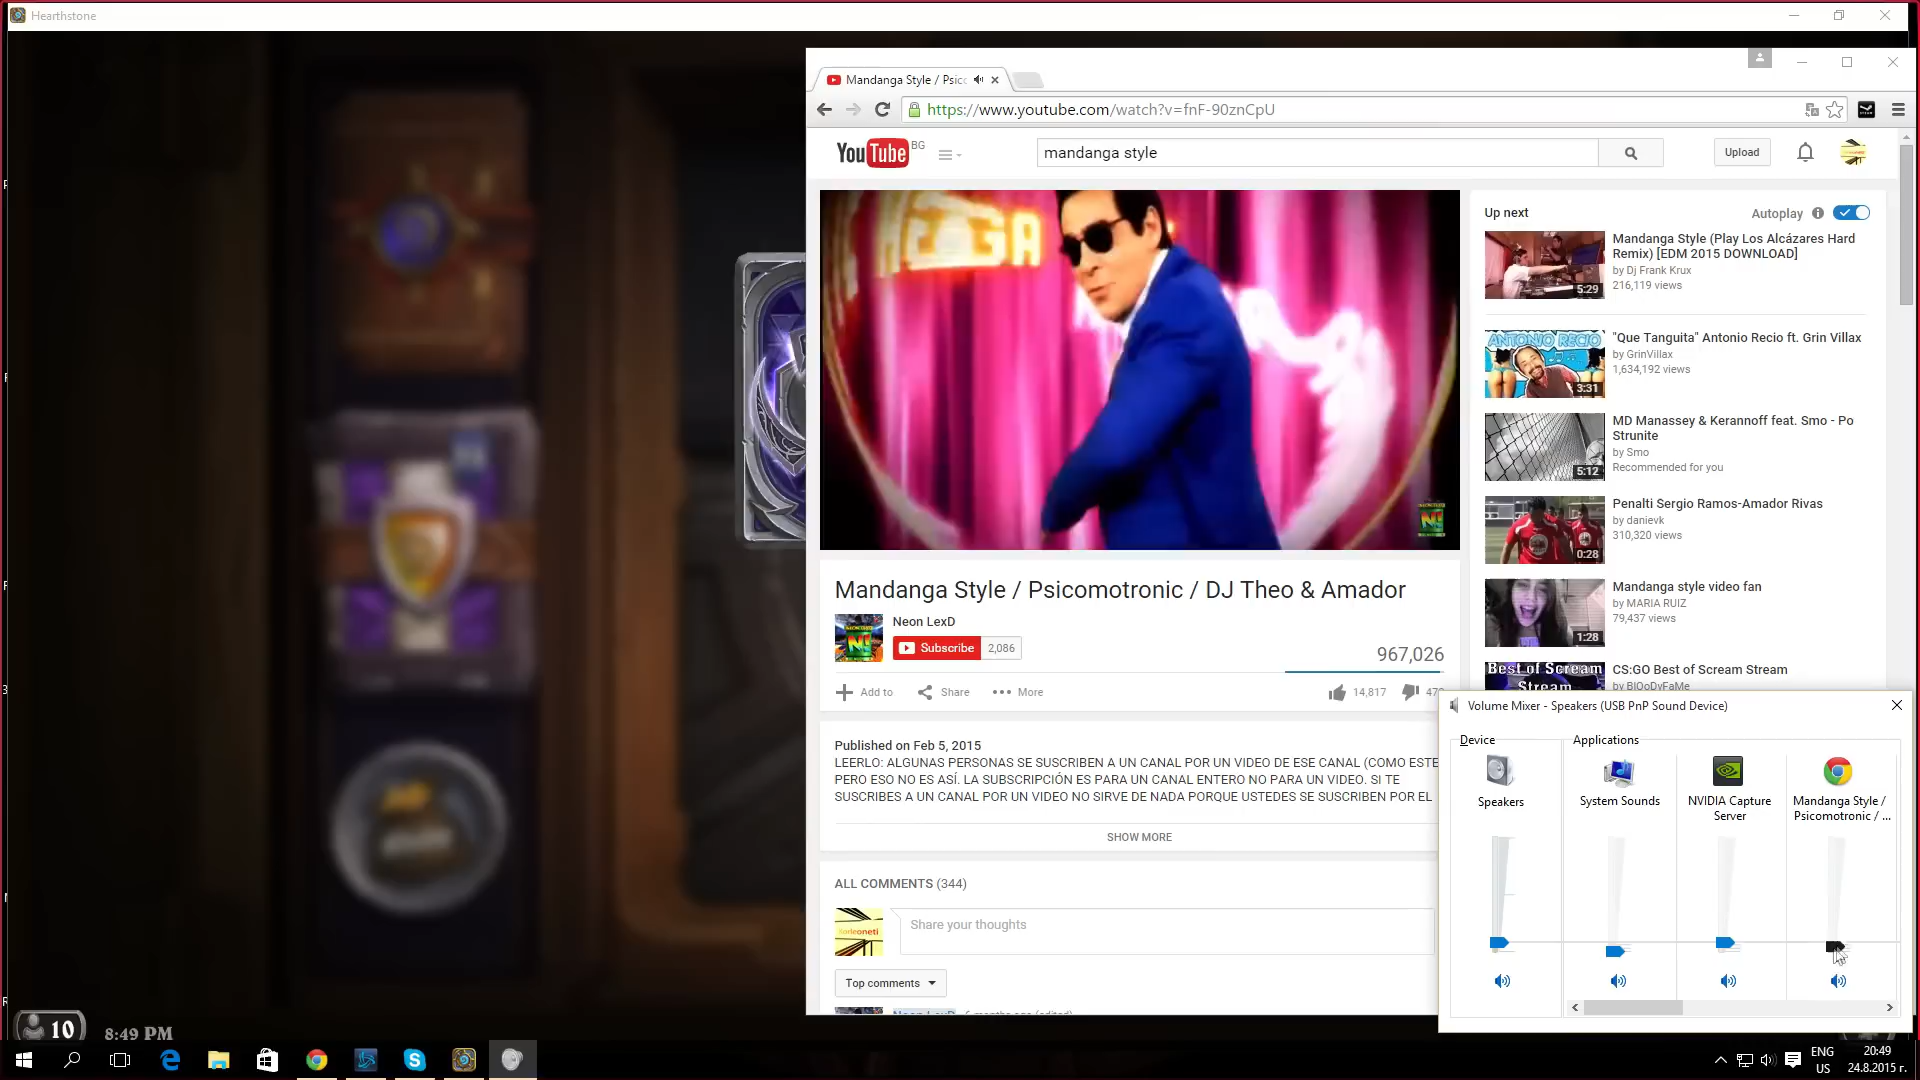 Hearthstone
Mandanga Style / Psic
https://www.youtube.com/watch?v=fnF-90znCpU
YouTube BG
mandanga style
Upload
Up next
Autoplay
Mandanga Style (Play Los Alcázares Hard
Remix) [EDM 2015 DOWNLOAD]
by Dj Frank Krux
216,119 views
5:29
ANTONIO RECIO
"Que Tanguita" Antonio Recio ft. Grin Villax
by GrinVillax
1,634,192 views
3:31
MD Manassey & Kerannoff feat. Smo - Po
Strunite
by Smo
Recommended for you
5:12
Penalti Sergio Ramos-Amador Rivas
by danievk
310,320 views
0:28
Mandanga style video fan
by MARIA RUIZ
79,437 views
1:28
Best of Scream
Stream
CS:GO Best of Scream Stream
by BlOoDyFaMe
Mandanga Style / Psicomotronic / DJ Theo & Amador
Neon LexD
Subscribe 2,086
967,026
Add to
Share
More
14,817
Published on Feb 5, 2015
LEERLO: ALGUNAS PERSONAS SE SUSCRIBEN A UN CANAL POR UN VIDEO DE ESE CANAL (COMO ESTE
PERO ESO NO ES ASÍ. LA SUBSCRIPCIÓN ES PARA UN CANAL ENTERO NO PARA UN VIDEO. SI TE
SUSCRIBES A UN CANAL POR UN VIDEO NO SIRVE DE NADA PORQUE USTEDES SE SUSCRIBEN POR EL
SHOW MORE
ALL COMMENTS (344)
Share your thoughts
Top comments
Volume Mixer - Speakers (USB PnP Sound Device)
Device
Applications
Speakers
System Sounds
NVIDIA Capture
Server
Mandanga Style /
Psicomotronic / ...
10
8:49 PM
ENG
US
20:49
24.8.2015 г.